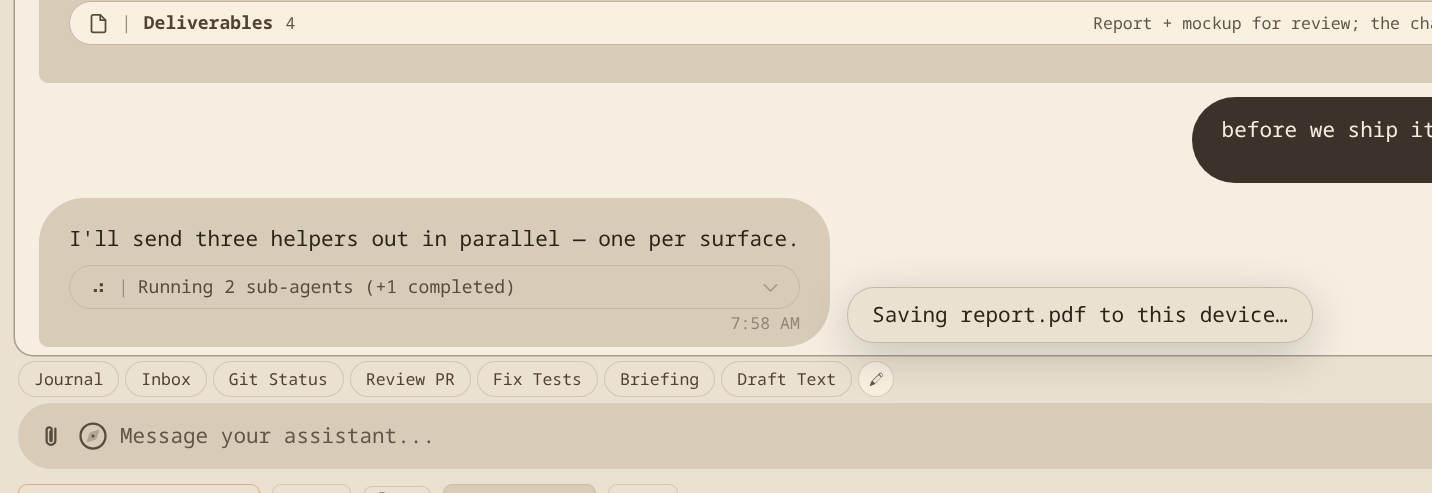 Deliverables 4
Report + mockup for review; the
before we ship it
I'll send three helpers out in parallel — one per surface.
Running 2 sub-agents (+1 completed)
7:58 AM
Saving report.pdf to this device…
Journal
Inbox
Git Status
Review PR
Fix Tests
Briefing
Draft Text
Message your assistant...